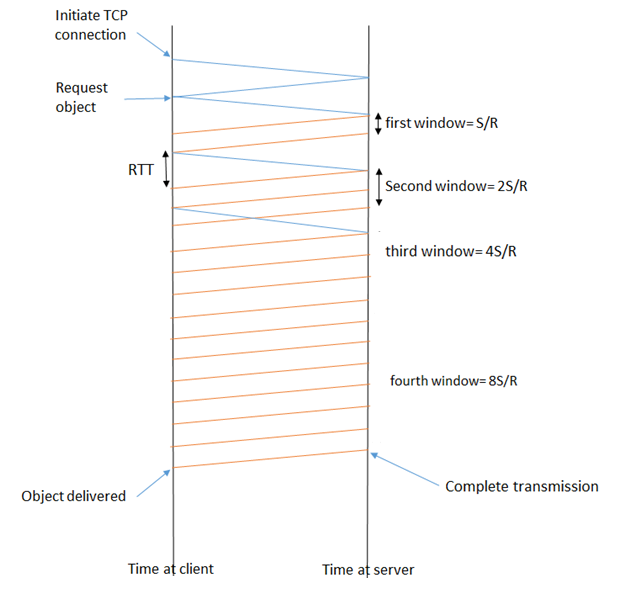 Initiate TCP
connection
Request
object
first window= S/R
RTT
Second window= 2S/R
third window= 4S/R
fourth window= 8S/R
Object delivered
Complete transmission
Time at client
Time at server